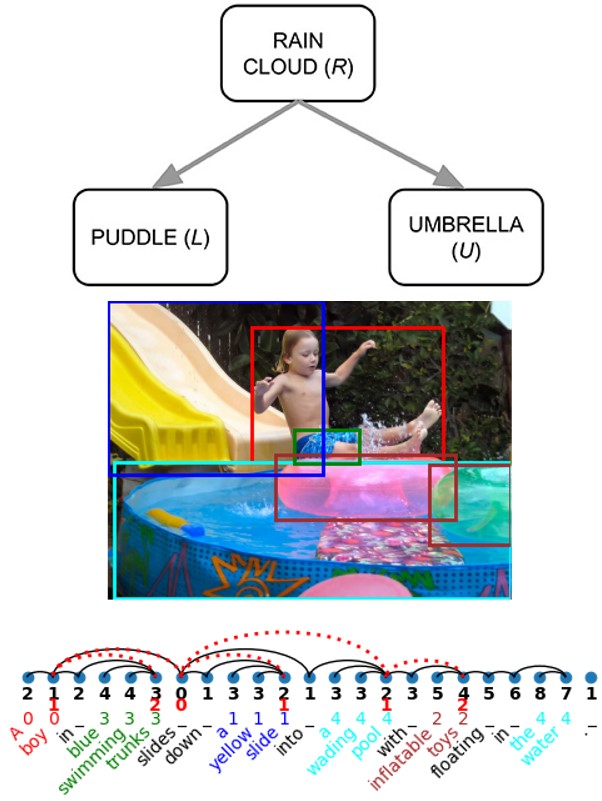 RAIN
CLOUD (R)
PUDDLE (L)
UMBRELLA
(U)
2 1 2 4 4 3 0 1 3 3 2 1 3 3 2 3 5 4 5 6 8 7 1
1 2 0 1 1 2
0 0 _ 3 3 3 _ _ 1 1 1 _ 4 4 4 _ 2 2 _ _ 4 4 _
A boy in blue swimming trunks slides down a yellow slide into a wading pool with inflatable toys floating in the water .